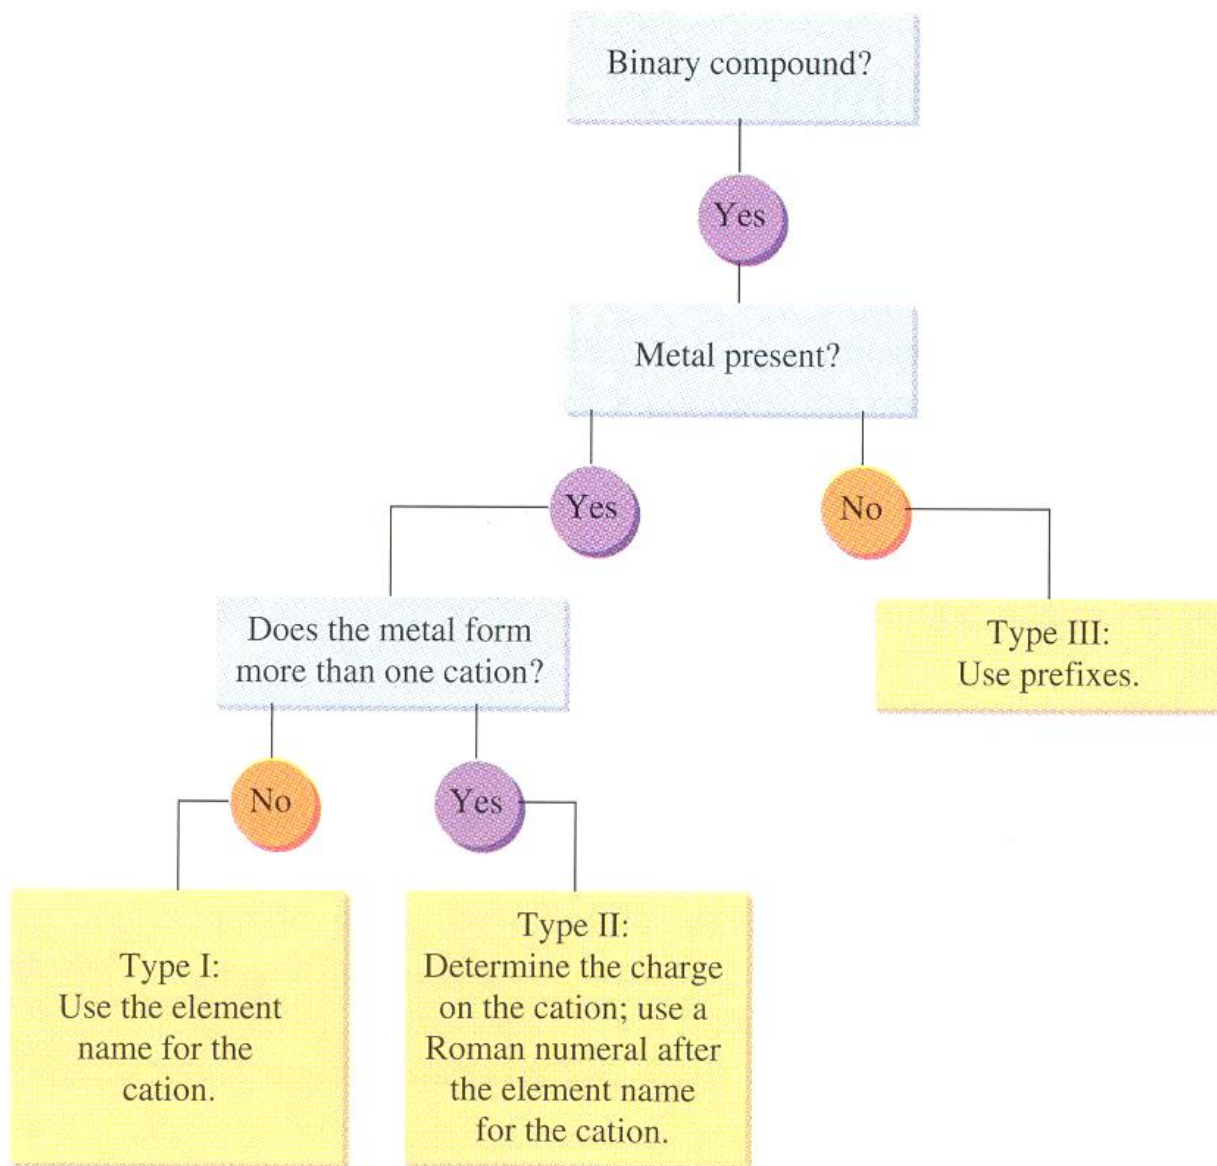 Binary compound?
Yes
Metal present?
Yes
No
Does the metal form
more than one cation?
Type III:
Use prefixes.
No
Yes
Type I:
Use the element
name for the
cation.
Type II:
Determine the charge
on the cation; use a
Roman numeral after
the element name
for the cation.